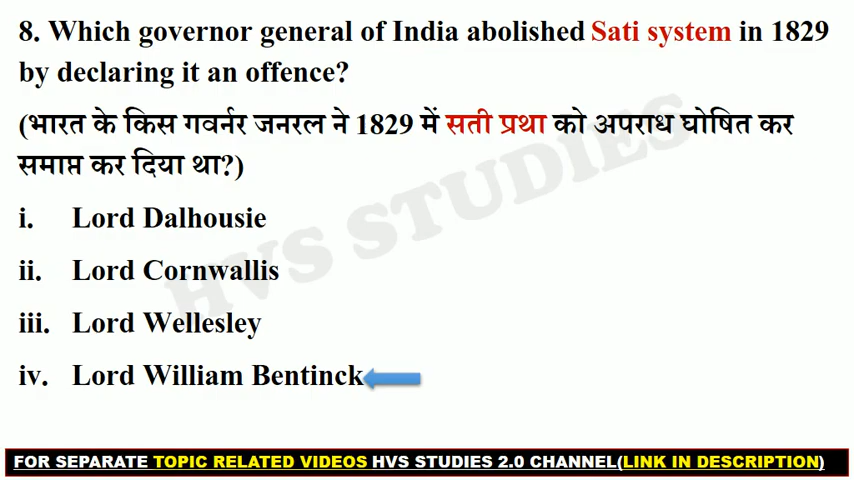 8. Which governor general of India abolished Sati system in 1829
by declaring it an offence?
(भारत के किस गवर्नर जनरल ने 1829 में सती प्रथा को अपराध घोषित कर
समाप्त कर दिया था?)
i. Lord Dalhousie
ii. Lord Cornwallis
iii. Lord Wellesley
iv. Lord William Bentinck
HVS STUDIES
FOR SEPARATE TOPIC RELATED VIDEOS HVS STUDIES 2.0 CHANNEL(LINK IN DESCRIPTION)